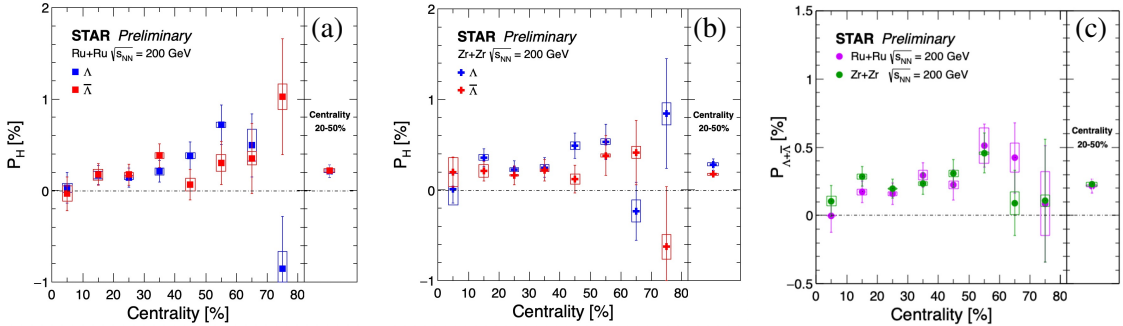 (a)
STAR Preliminary
Ru+Ru √sNN = 200 GeV
Λ
Λ̅
Centrality
20-50%
P_H [%]
2
1
0
−1
0 10 20 30 40 50 60 70 80
Centrality [%]
(b)
STAR Preliminary
Zr+Zr √sNN = 200 GeV
Λ
Λ̅
Centrality
20-50%
P_H [%]
2
1
0
−1
0 10 20 30 40 50 60 70 80
Centrality [%]
(c)
STAR Preliminary
Ru+Ru √sNN = 200 GeV
Zr+Zr √sNN = 200 GeV
Centrality
20-50%
P_Λ+Λ̅ [%]
1.5
1
0.5
0
−0.5
0 10 20 30 40 50 60 70 80
Centrality [%]